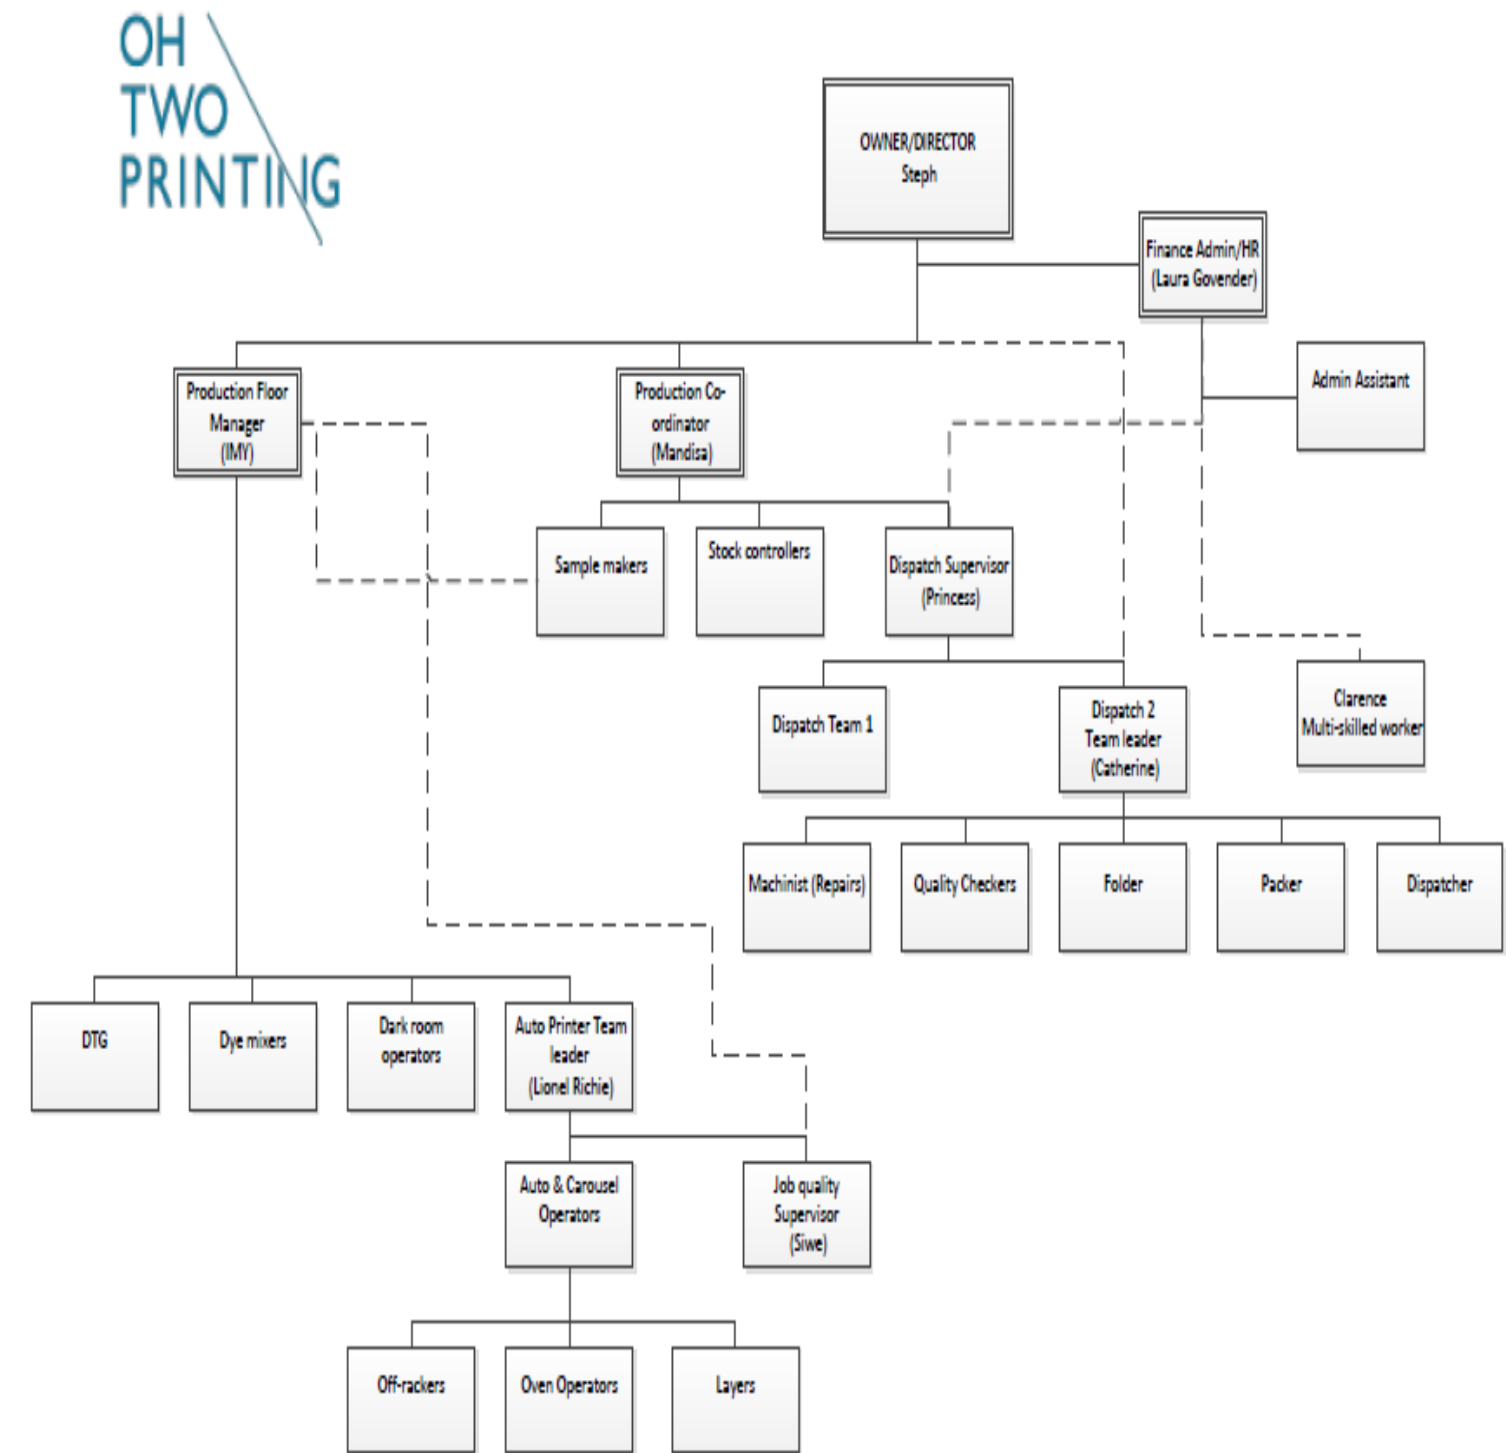 OH
TWO
PRINTING
OWNER/DIRECTOR
Steph
Finance Admin/HR
(Laura Govender)
Admin Assistant
Production Floor
Manager
(IMY)
Production Co-
ordinator
(Mandisa)
Sample makers
Stock controllers
Dispatch Supervisor
(Princess)
Dispatch Team 1
Dispatch 2
Team leader
(Catherine)
Clarence
Multi-skilled worker
Machinist (Repairs)
Quality Checkers
Folder
Packer
Dispatcher
DTG
Dye mixers
Dark room
operators
Auto Printer Team
leader
(Lionel Richie)
Auto & Carousel
Operators
Job quality
Supervisor
(Siwe)
Off-rackers
Oven Operators
Layers